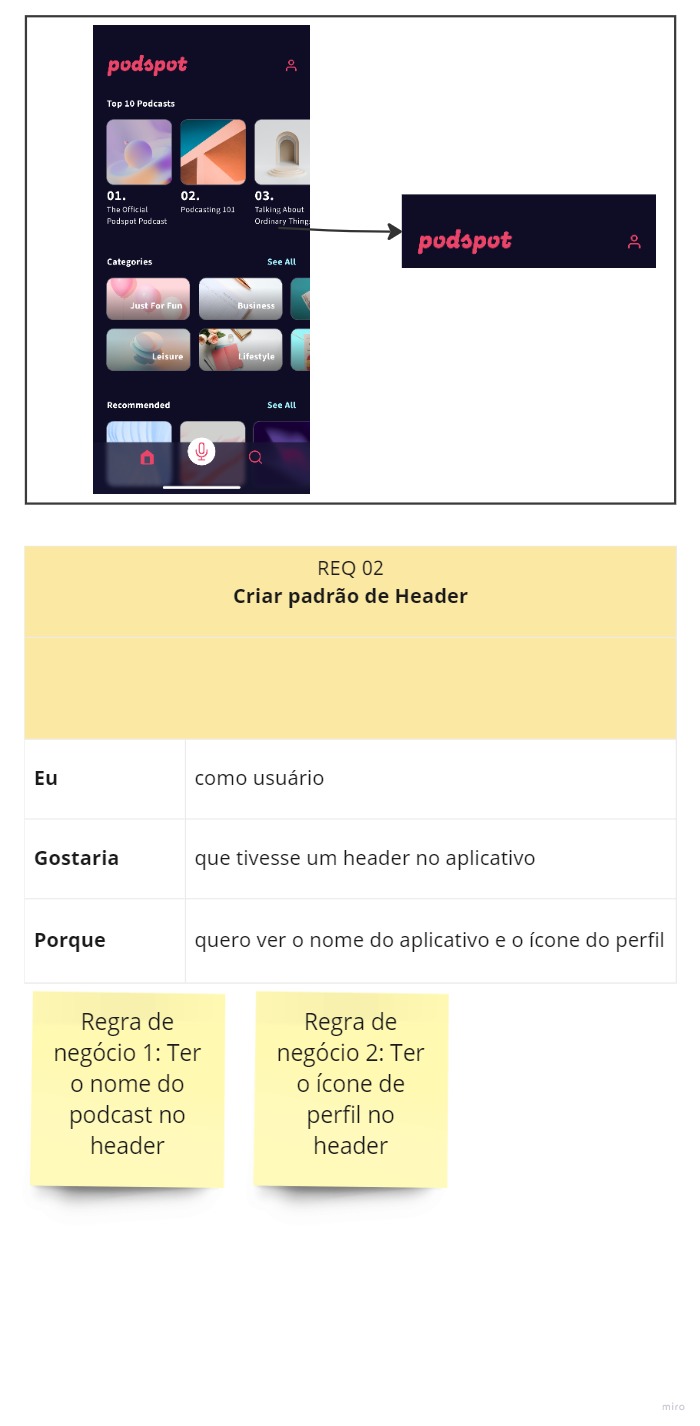 podspot
Top 10 Podcasts
01.
The Official
Podspot Podcast
02.
Podcasting 101
03.
Talking About
Ordinary Things
podspot
Categories
See All
Just For Fun
Business
Leisure
Lifestyle
Recommended
See All
REQ 02
Criar padrão de Header
Eu
como usuário
Gostaria
que tivesse um header no aplicativo
Porque
quero ver o nome do aplicativo e o ícone do perfil
Regra de
negócio 1: Ter
o nome do
podcast no
header
Regra de
negócio 2: Ter
o ícone de
perfil no
header
miro